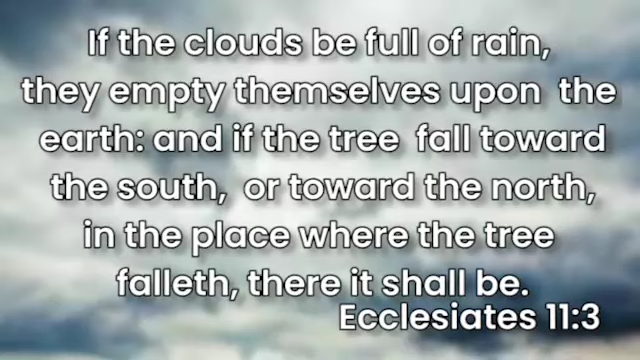 If the clouds be full of rain,
they empty themselves upon the
earth: and if the tree fall toward
the south, or toward the north,
in the place where the tree
falleth, there it shall be.
Ecclesiates 11:3